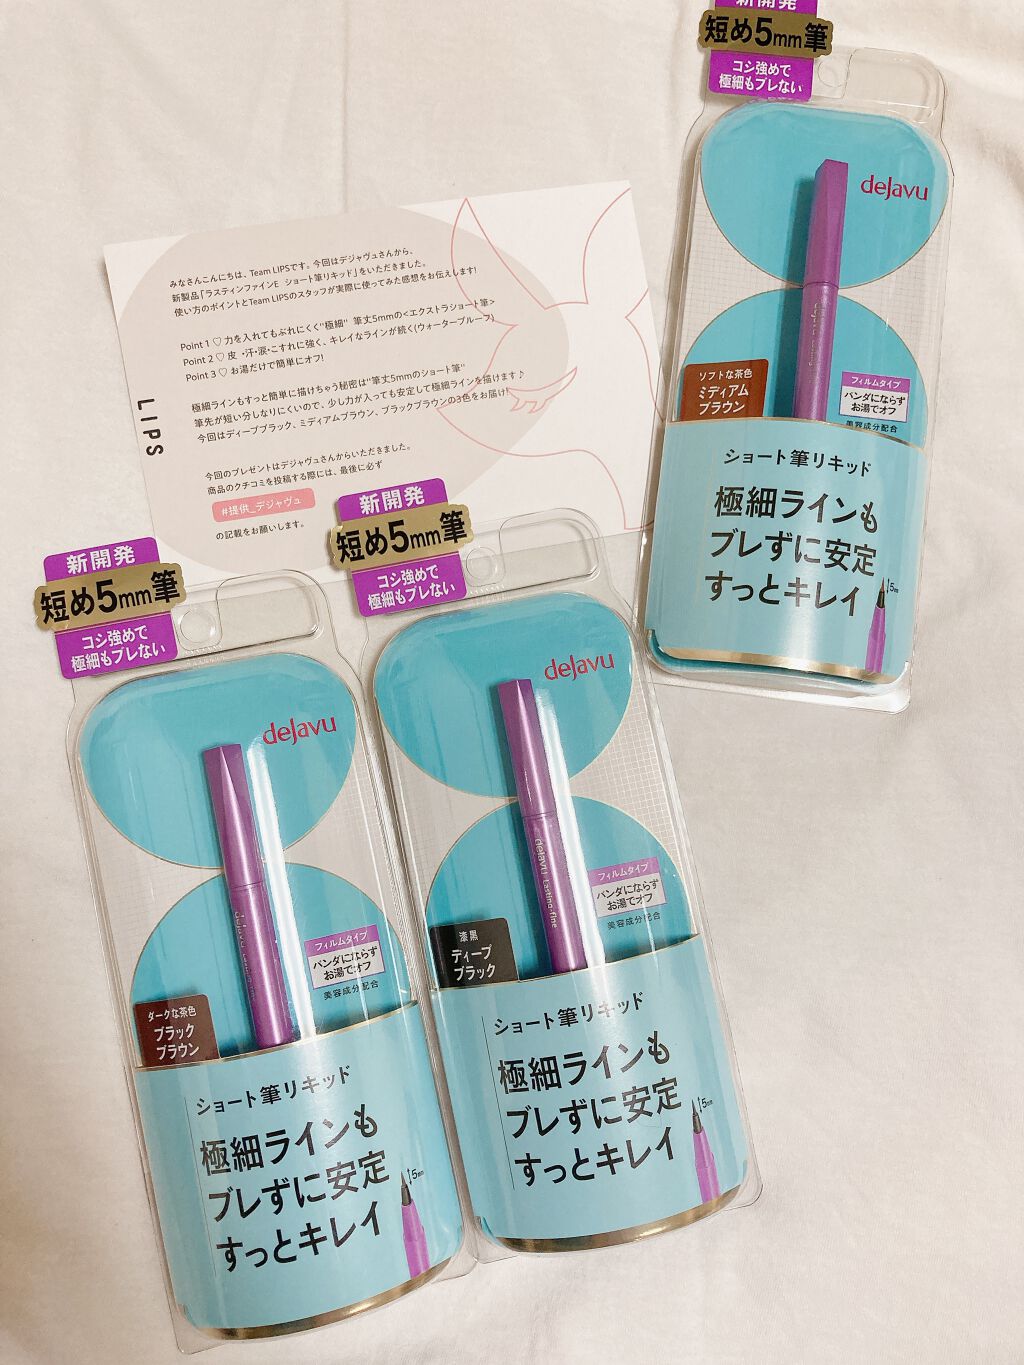 新開発
短め5mm筆
コシ強めで
極細もブレない
dejavu
ソフトな茶色
ミディアム
ブラウン
フィルムタイプ
パンダにならず
お湯でオフ
美容成分配合
ショート筆リキッド
極細ラインも
ブレずに安定
すっとキレイ
5mm
みなさんこんにちは、Team LIPSです。今回はデジャヴュさんから、
新製品「ラスティンファインE ショート筆リキッド」をいただきました。
使い方のポイントとTeam LIPSのスタッフが実際に使ってみた感想をお伝えします!
Point 1 ♡ 力を入れてもぶれにくく"極細" 筆丈5mmの<エクストラショート筆>
Point 2 ♡ 皮 ・汗・涙・こすれに強く、キレイなラインが続く(ウォータープルーフ)
Point 3 ♡ お湯だけで簡単にオフ!
極細ラインもすっと簡単に描けちゃう秘密は"筆丈5mmのショート筆"
筆先が短い分しなりにくいので、少し力が入っても安定して極細ラインを描けます♪
今回はディープブラック、ミディアムブラウン、ブラックブラウンの3色をお届け!
今回のプレゼントはデジャヴュさんからいただきました。
商品のクチコミを投稿する際には、最後に必ず
#提供_デジャヴュ
の記載をお願いします。
LIPS
新開発
短め5mm筆
コシ強めで
極細もブレない
dejavu
dejavu Lasting-fine
フィルムタイプ
パンダにならず
お湯でオフ
美容成分配合
漆黒
ディープ
ブラック
ショート筆リキッド
極細ラインも
ブレずに安定
すっとキレイ
5mm
新開発
短め5mm筆
コシ強めで
極細もブレない
dejavu
フィルムタイプ
パンダにならず
お湯でオフ
美容成分配合
ダークな茶色
ブラック
ブラウン
ショート筆リキッド
極細ラインも
ブレずに安定
すっとキレイ
5mm